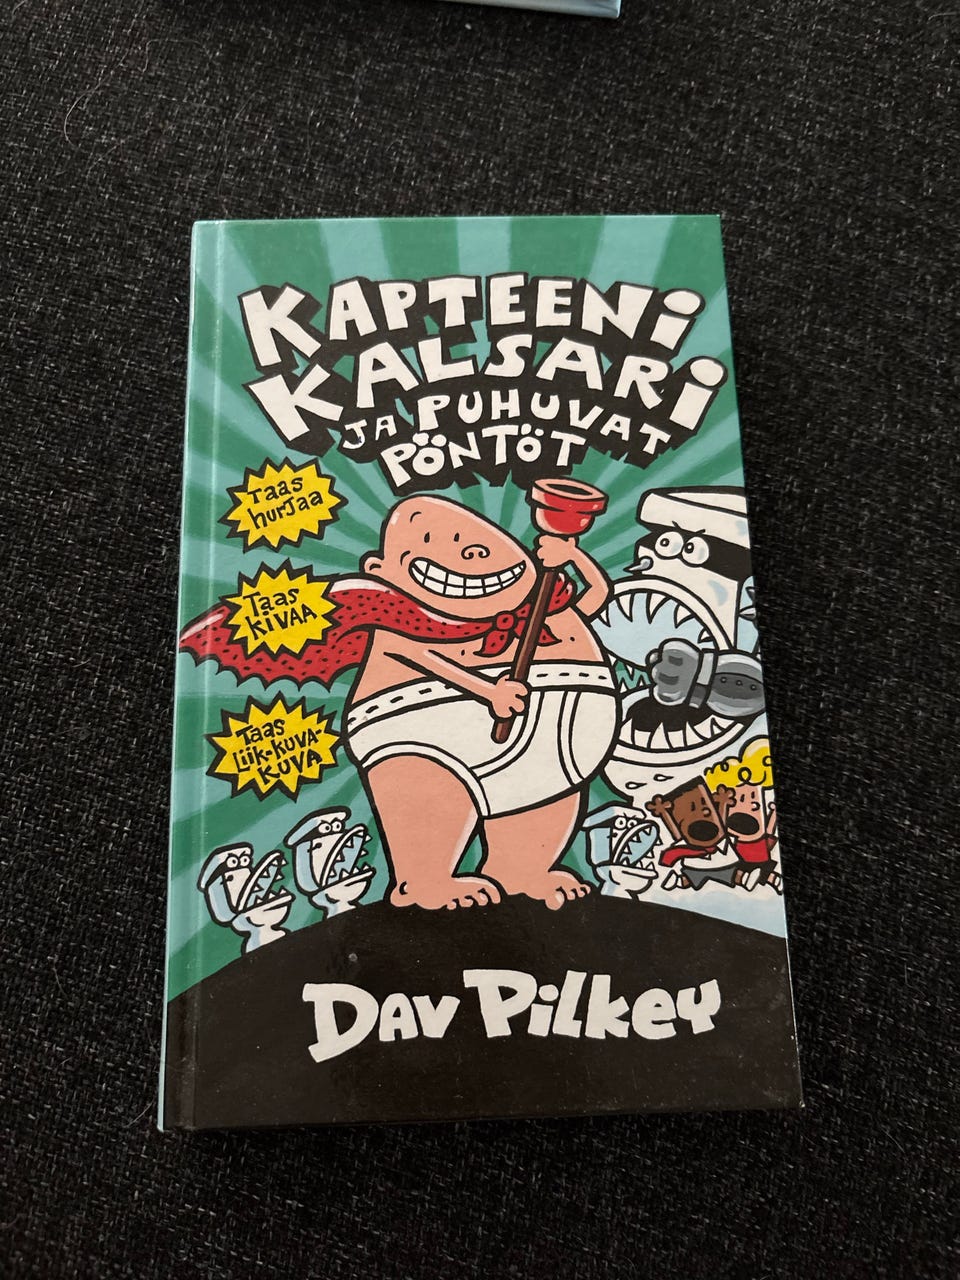 KAPTEENi
KALSARi
JA PUHUVAT
PÖNTÖT
Taas
hurjaa
Taas
kiVAA
Taas
Liik-kuva-
KUVA
DAV PiLkey